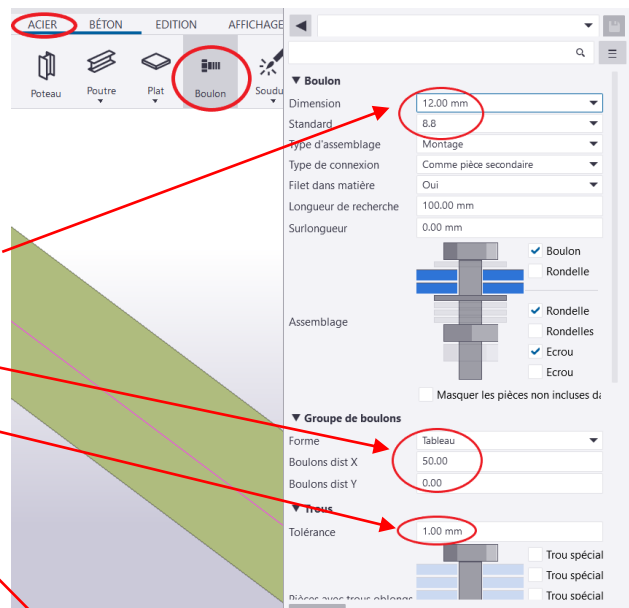 ACIER BÉTON EDITION AFFICHAGE
Poteau Poutre Plat Boulon Soudu
Boulon
Dimension 12.00 mm
Standard 8.8
Type d'assemblage Montage
Type de connexion Comme pièce secondaire
Filet dans matière Oui
Longueur de recherche 100.00 mm
Surlongueur 0.00 mm
Boulon
Rondelle
Assemblage
Rondelle
Rondelles
Ecrou
Ecrou
Masquer les pièces non incluses da
Groupe de boulons
Forme Tableau
Boulons dist X 50.00
Boulons dist Y 0.00
Trous
Tolérance 1.00 mm
Trou spécial
Trou spécial
Pièces avec trous oblongs Trou spécial